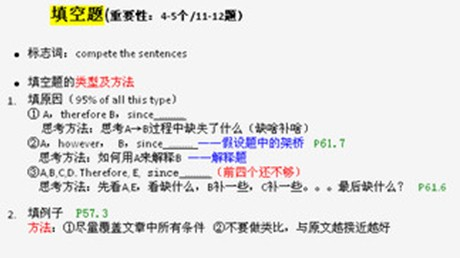 填空题(重要性：4-5个/11-12题)
• 标志词：compete the sentences
• 填空题的类型及方法
1. 填原因（95% of all this type）
① A，therefore B，since_____
思考方法：思考A→B过程中缺失了什么（缺啥补啥）
②A，however， B，since_____ ——假设题中的架桥 P61.7
思考方法：如何用A来解释B ——解释题
③A,B,C,D. Therefore, E, since_____（前四个还不够）
思考方法：先看A,E，看缺什么，B补一些，C补一些。。。最后缺什么？ P61.6
2. 填例子 P57.3
方法：①尽量覆盖文章中所有条件 ②不要做类比，与原文越接近越好